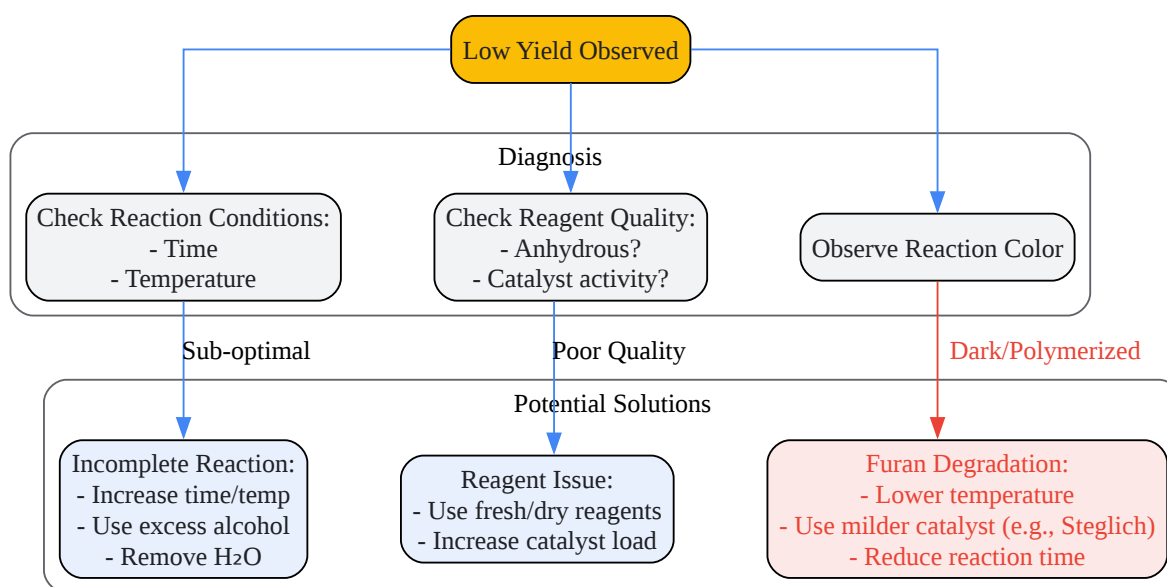 Low Yield Observed
Diagnosis
Check Reaction Conditions:
- Time
- Temperature
Check Reagent Quality:
- Anhydrous?
- Catalyst activity?
Observe Reaction Color
Sub-optimal
Poor Quality
Dark/Polymerized
Potential Solutions
Incomplete Reaction:
- Increase time/temp
- Use excess alcohol
- Remove H₂O
Reagent Issue:
- Use fresh/dry reagents
- Increase catalyst load
Furan Degradation:
- Lower temperature
- Use milder catalyst (e.g., Steglich)
- Reduce reaction time